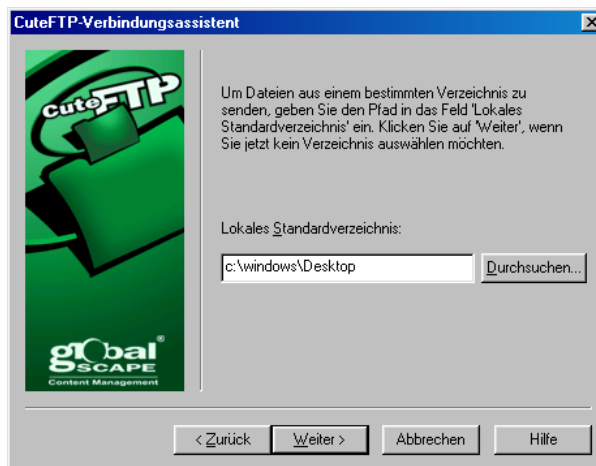 CuteFTP-Verbindungsassistent
CuteFTP
Um Dateien aus einem bestimmten Verzeichnis zu
senden, geben Sie den Pfad in das Feld 'Lokales
Standardverzeichnis' ein. Klicken Sie auf 'Weiter', wenn
Sie jetzt kein Verzeichnis auswählen möchten.
Lokales Standardverzeichnis:
c:\windows\Desktop
Durchsuchen...
globAL
SCAPE
®
Content Management
< Zurück
Weiter >
Abbrechen
Hilfe